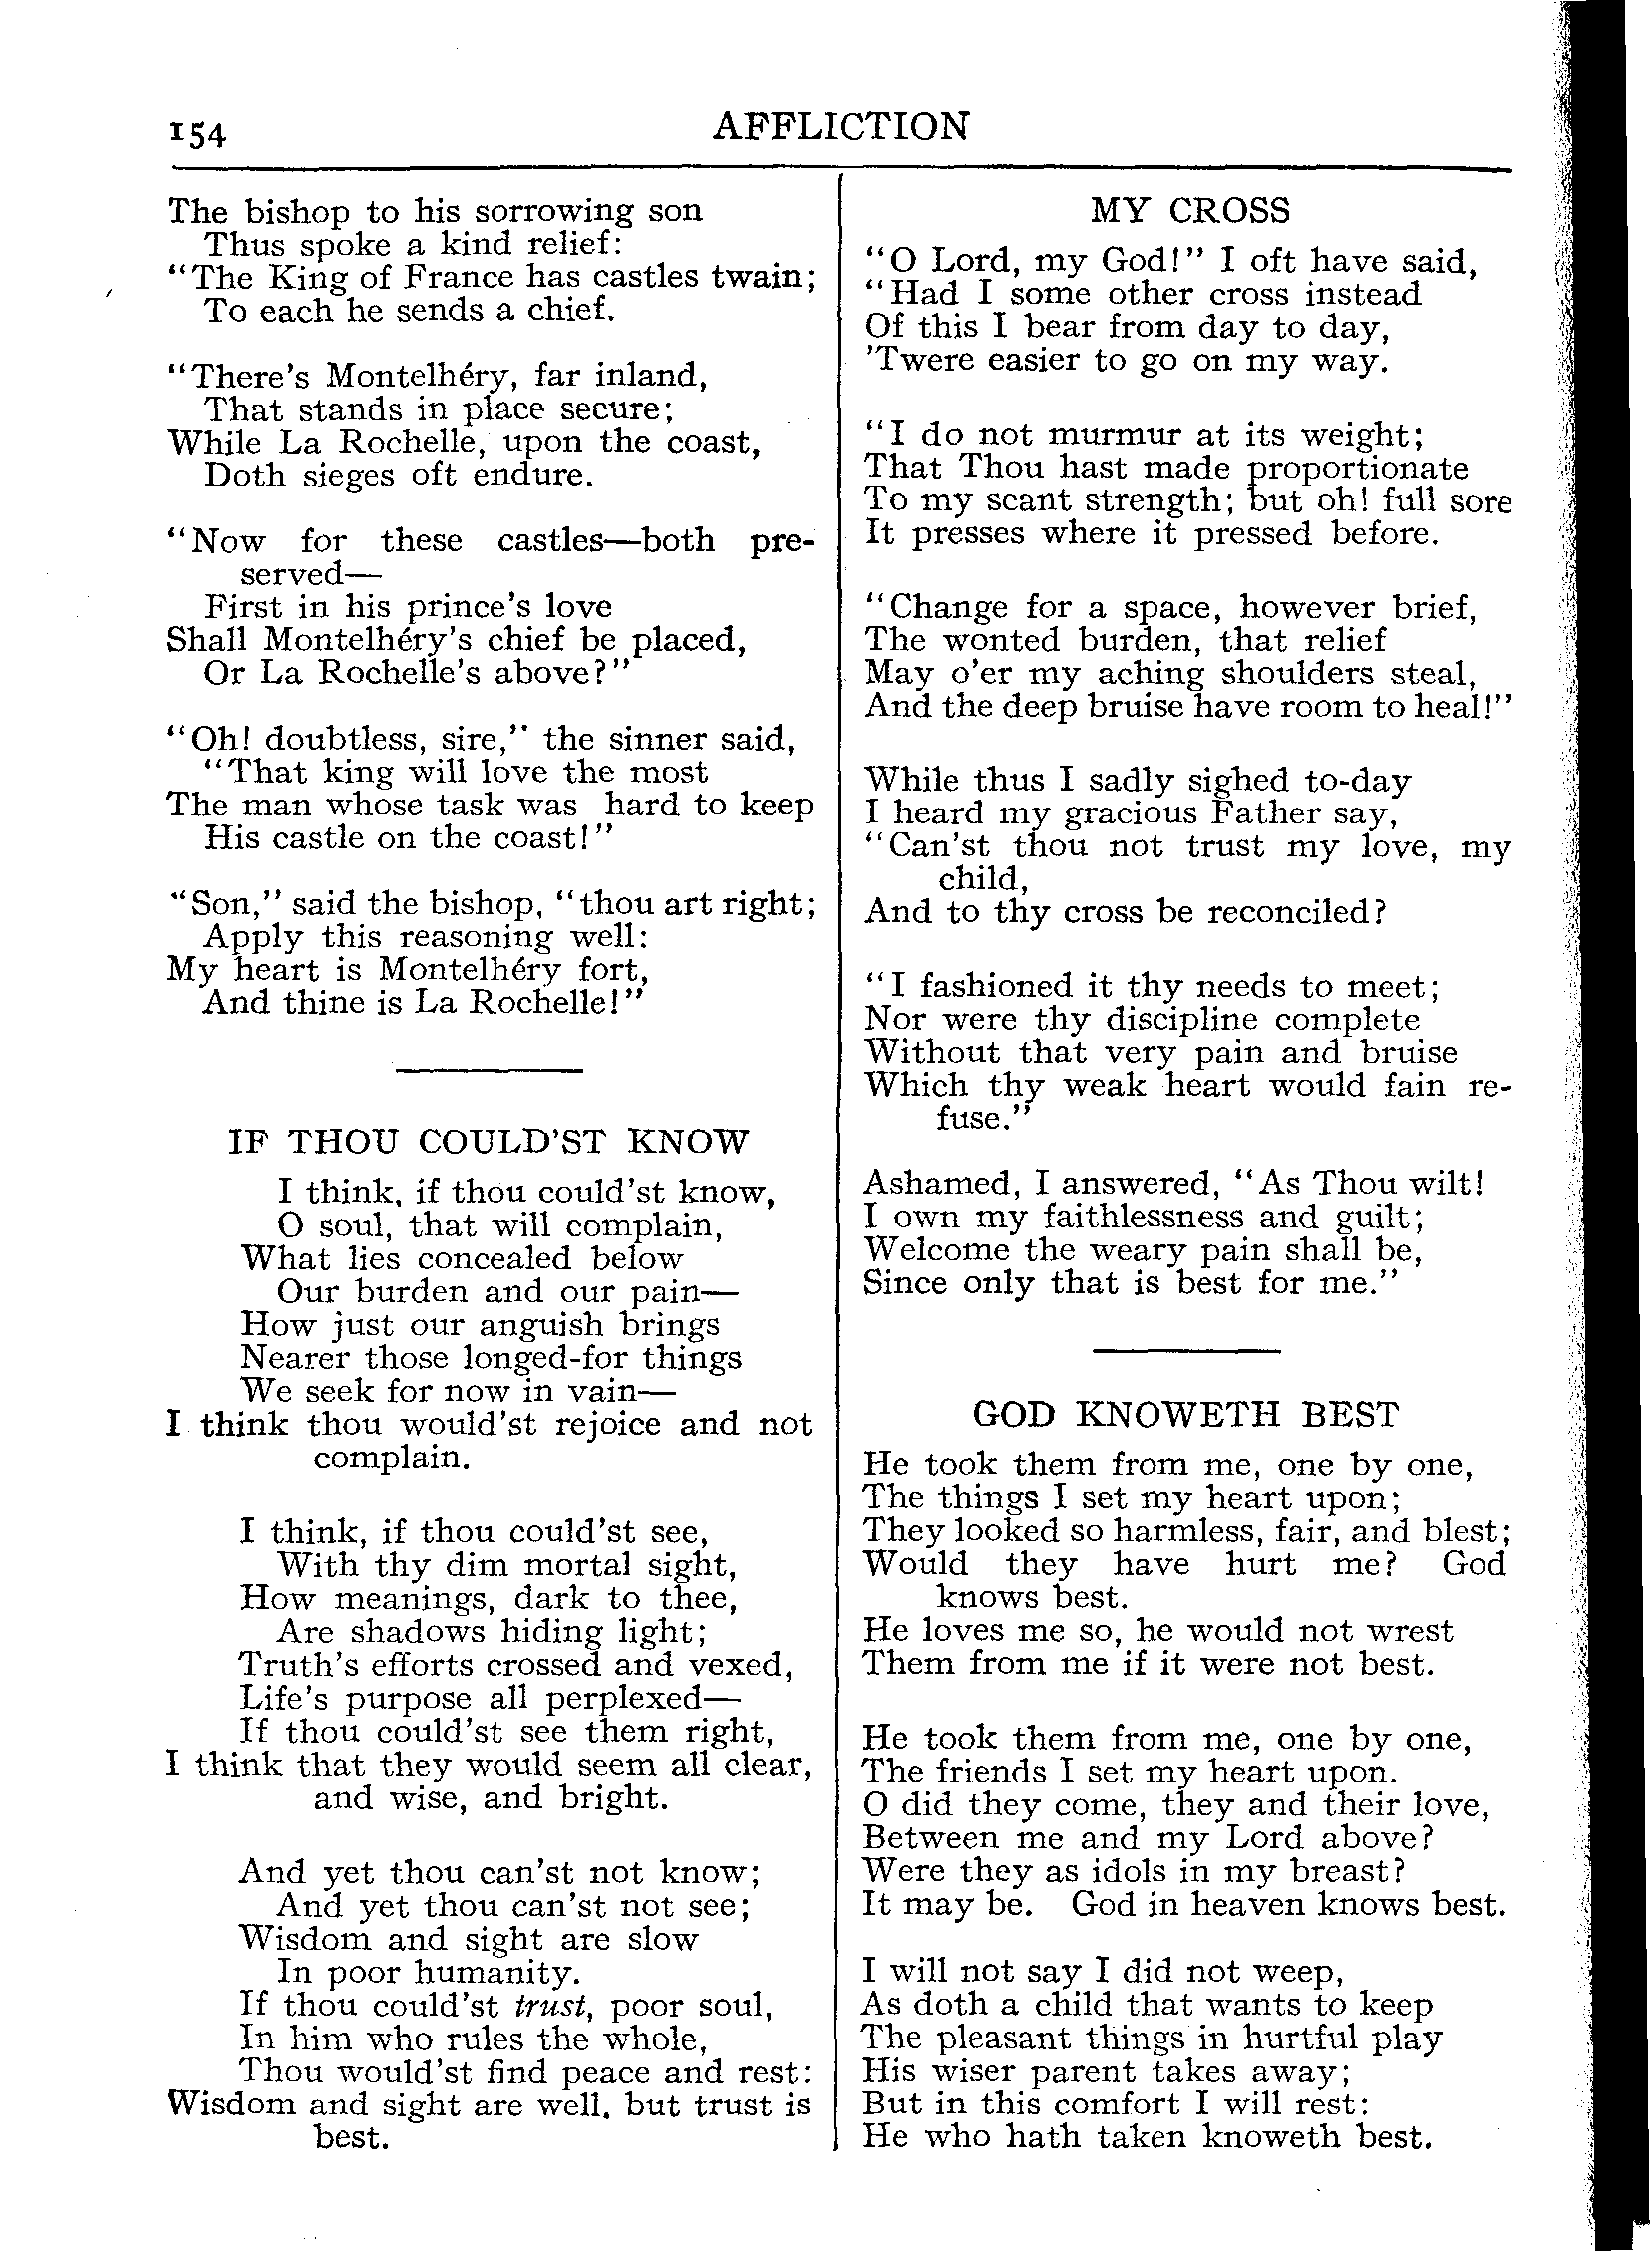 154
AFFLICTION
The bishop to his sorrowing son
Thus spoke a kind relief:
"The King of France has castles twain;
To each he sends a chief.
"There's Montelhéry, far inland,
That stands in place secure;
While La Rochelle, upon the coast,
Doth sieges oft endure.
"Now for these castles—both pre-
served—
First in his prince's love
Shall Montelhéry's chief be placed,
Or La Rochelle's above?"
"Oh! doubtless, sire," the sinner said,
"That king will love the most
The man whose task was hard to keep
His castle on the coast!"
"Son," said the bishop, "thou art right;
Apply this reasoning well:
My heart is Montelhéry fort,
And thine is La Rochelle!"
IF THOU COULD'ST KNOW
I think, if thou could'st know,
O soul, that will complain,
What lies concealed below
Our burden and our pain—
How just our anguish brings
Nearer those longed-for things
We seek for now in vain—
I think thou would'st rejoice and not
complain.
I think, if thou could'st see,
With thy dim mortal sight,
How meanings, dark to thee,
Are shadows hiding light;
Truth's efforts crossed and vexed,
Life's purpose all perplexed—
If thou could'st see them right,
I think that they would seem all clear,
and wise, and bright.
And yet thou can'st not know;
And yet thou can'st not see;
Wisdom and sight are slow
In poor humanity.
If thou could'st trust, poor soul,
In him who rules the whole,
Thou would'st find peace and rest:
Wisdom and sight are well, but trust is
best.
MY CROSS
"O Lord, my God!" I oft have said,
"Had I some other cross instead
Of this I bear from day to day,
'Twere easier to go on my way.
"I do not murmur at its weight;
That Thou hast made proportionate
To my scant strength; but oh! full sore
It presses where it pressed before.
"Change for a space, however brief,
The wonted burden, that relief
May o'er my aching shoulders steal,
And the deep bruise have room to heal!"
While thus I sadly sighed to-day
I heard my gracious Father say,
"Can'st thou not trust my love, my
child,
And to thy cross be reconciled?
"I fashioned it thy needs to meet;
Nor were thy discipline complete
Without that very pain and bruise
Which thy weak heart would fain re-
fuse."
Ashamed, I answered, "As Thou wilt!
I own my faithlessness and guilt;
Welcome the weary pain shall be,
Since only that is best for me."
GOD KNOWETH BEST
He took them from me, one by one,
The things I set my heart upon;
They looked so harmless, fair, and blest;
Would they have hurt me? God
knows best.
He loves me so, he would not wrest
Them from me if it were not best.
He took them from me, one by one,
The friends I set my heart upon.
O did they come, they and their love,
Between me and my Lord above?
Were they as idols in my breast?
It may be. God in heaven knows best.
I will not say I did not weep,
As doth a child that wants to keep
The pleasant things in hurtful play
His wiser parent takes away;
But in this comfort I will rest:
He who hath taken knoweth best.